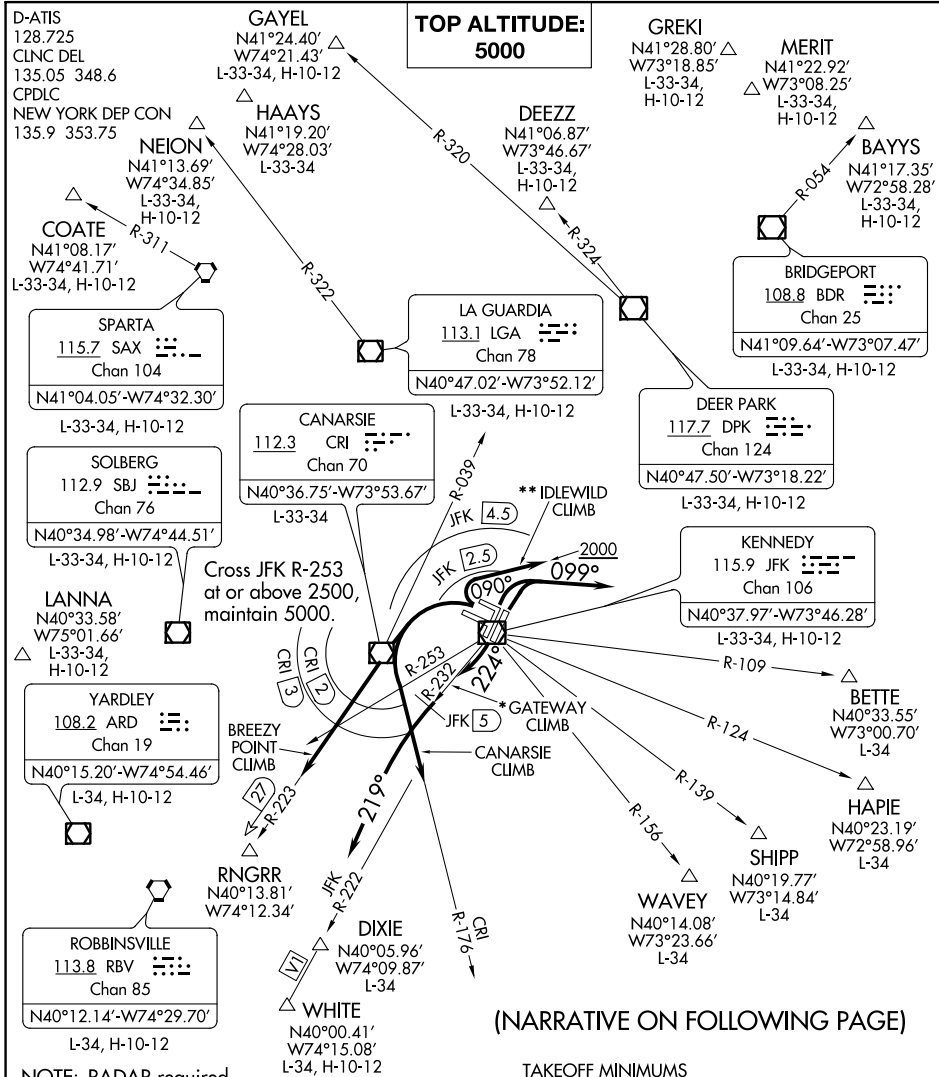 D-ATIS
128.725
CLNC DEL
135.05 348.6
CPDLC
NEW YORK DEP CON
135.9 353.75
GAYEL
N41°24.40'
W74°21.43'
L-33-34, H-10-12
TOP ALTITUDE:
5000
GREKI
N41°28.80'
W73°18.85'
L-33-34,
H-10-12
MERIT
N41°22.92'
W73°08.25'
L-33-34,
H-10-12
HAAYS
N41°19.20'
W74°28.03'
L-33-34
DEEZZ
N41°06.87'
W73°46.67'
L-33-34,
H-10-12
BAYYS
N41°17.35'
W72°58.28'
L-33-34,
H-10-12
NEION
N41°13.69'
W74°34.85'
L-33-34,
H-10-12
COATE
N41°08.17'
W74°41.71'
L-33-34, H-10-12
R-311
R-322
R-320
R-324
R-054
SPARTA
115.7 SAX
Chan 104
N41°04.05'-W74°32.30'
L-33-34, H-10-12
LA GUARDIA
113.1 LGA
Chan 78
N40°47.02'-W73°52.12'
L-33-34, H-10-12
BRIDGEPORT
108.8 BDR
Chan 25
N41°09.64'-W73°07.47'
L-33-34, H-10-12
DEER PARK
117.7 DPK
Chan 124
N40°47.50'-W73°18.22'
L-33-34, H-10-12
CANARSIE
112.3 CRI
Chan 70
N40°36.75'-W73°53.67'
L-33-34
SOLBERG
112.9 SBJ
Chan 76
N40°34.98'-W74°44.51'
L-33-34, H-10-12
R-039
JFK 4.5
JFK 2.5
** IDLEWILD
CLIMB
2000
090°
099°
KENNEDY
115.9 JFK
Chan 106
N40°37.97'-W73°46.28'
L-33-34, H-10-12
Cross JFK R-253
at or above 2500,
maintain 5000.
LANNA
N40°33.58'
W75°01.66'
L-33-34,
H-10-12
CRI 3
CRI 2
R-253
R-232
224°
JFK 5
*GATEWAY
CLIMB
CANARSIE
CLIMB
BREEZY
POINT
CLIMB
27
R-223
219°
R-109
R-124
R-139
R-156
BETTE
N40°33.55'
W73°00.70'
L-34
HAPIE
N40°23.19'
W72°58.96'
L-34
SHIPP
N40°19.77'
W73°14.84'
L-34
WAVEY
N40°14.08'
W73°23.66'
L-34
YARDLEY
108.2 ARD
Chan 19
N40°15.20'-W74°54.46'
L-34, H-10-12
RNGRR
N40°13.81'
W74°12.34'
JFK
R-222
CRI
R-176
DIXIE
N40°05.96'
W74°09.87'
L-34
V1
WHITE
N40°00.41'
W74°15.08'
L-34, H-10-12
ROBBINSVILLE
113.8 RBV
Chan 85
N40°12.14'-W74°29.70'
L-34, H-10-12
(NARRATIVE ON FOLLOWING PAGE)
NOTE: RADAR required
TAKEOFF MINIMUMS